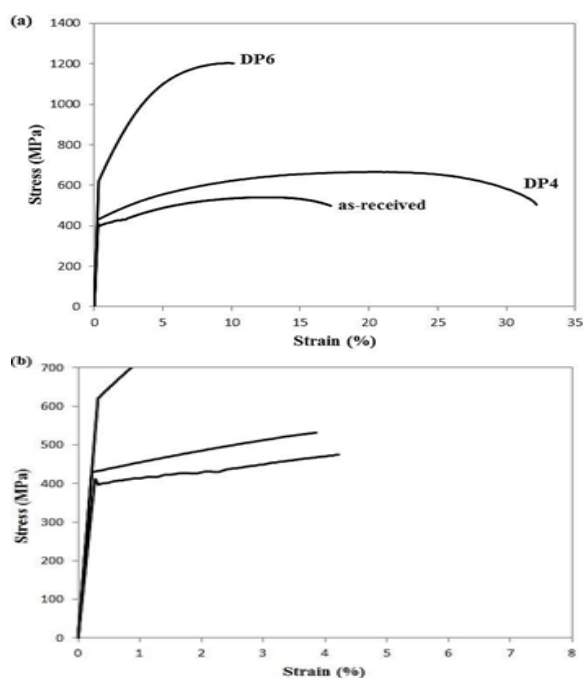 (a)
1400
1200
1000
800
600
400
200
0
Stress (MPa)
DP6
DP4
as-received
0 5 10 15 20 25 30 35
Strain (%)
(b)
700
600
500
400
300
200
100
0
Stress (MPa)
0 1 2 3 4 5 6 7 8
Strain (%)